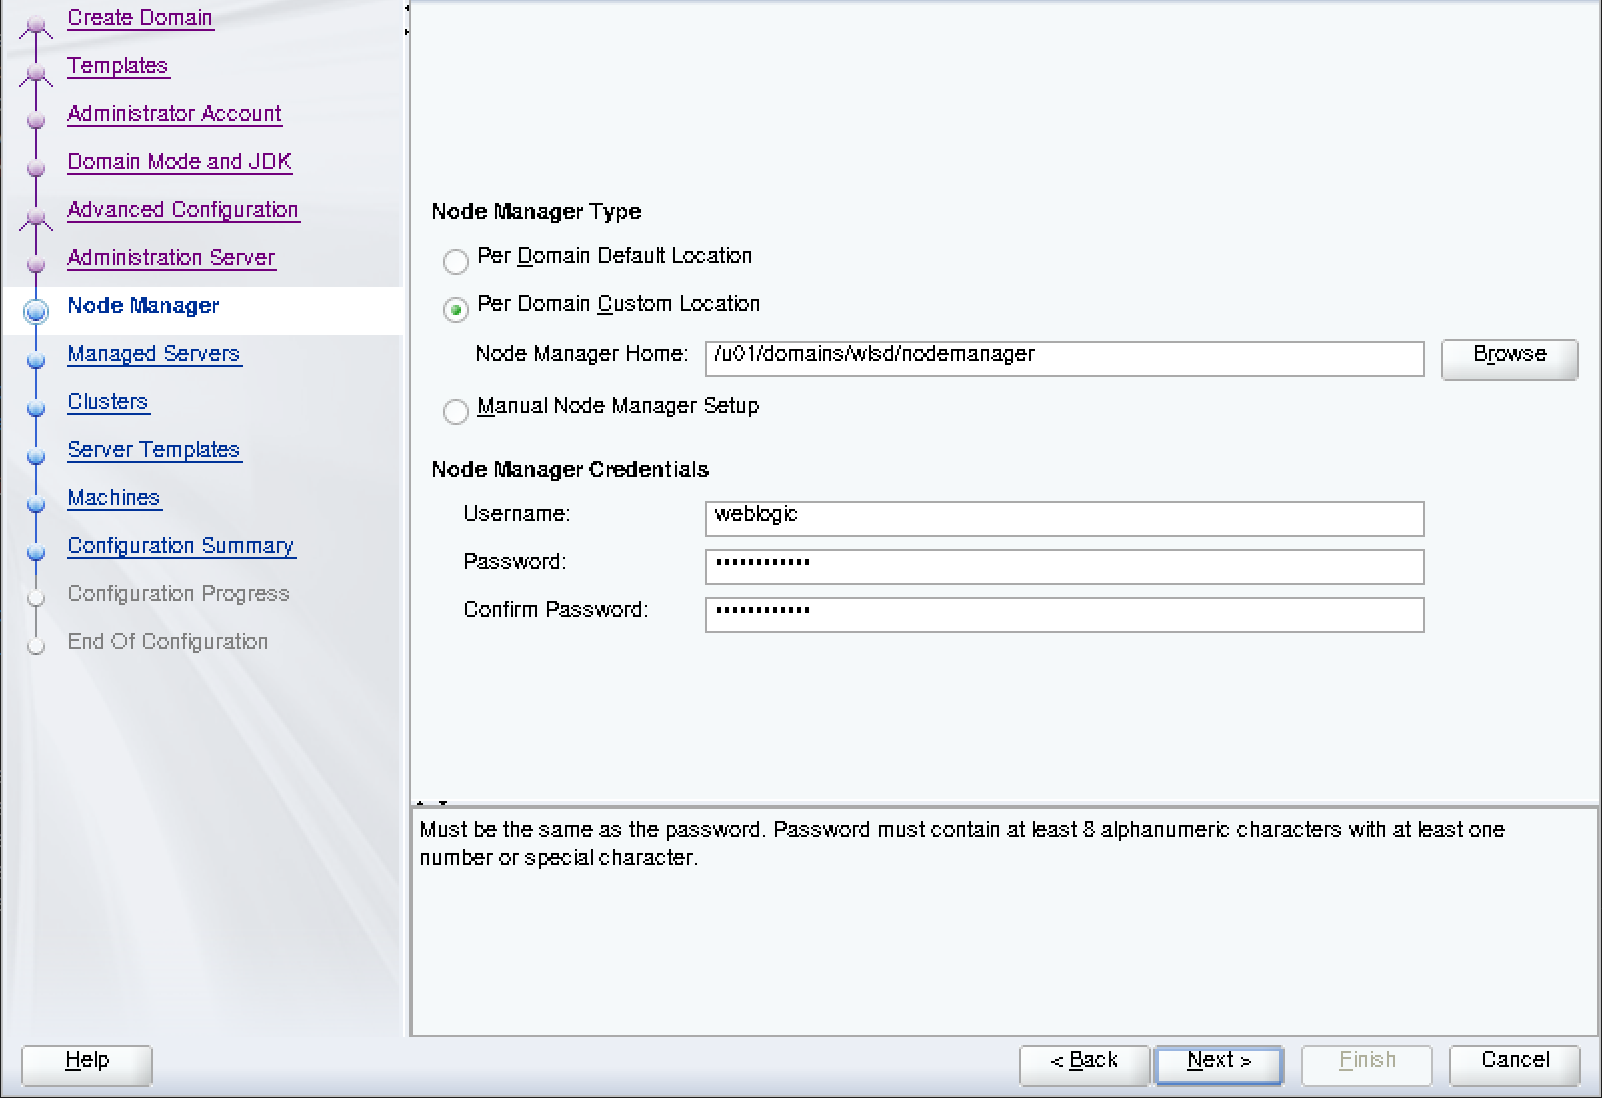 Create Domain
Templates
Administrator Account
Domain Mode and JDK
Advanced Configuration
Administration Server
Node Manager
Managed Servers
Clusters
Server Templates
Machines
Configuration Summary
Configuration Progress
End Of Configuration
Node Manager Type
Per Domain Default Location
Per Domain Custom Location
Node Manager Home: /u01/domains/wlsd/nodemanager Browse
Manual Node Manager Setup
Node Manager Credentials
Username: weblogic
Password: ••••••••••••
Confirm Password: ••••••••••••
Must be the same as the password. Password must contain at least 8 alphanumeric characters with at least one
number or special character.
Help < Back Next > Finish Cancel